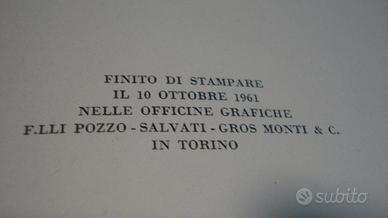 FINITO DI STAMPARE
IL 10 OTTOBRE 1961
NELLE OFFICINE GRAFICHE
F.LLI POZZO - SALVATI - GROS MONTI & C.
IN TORINO
subito